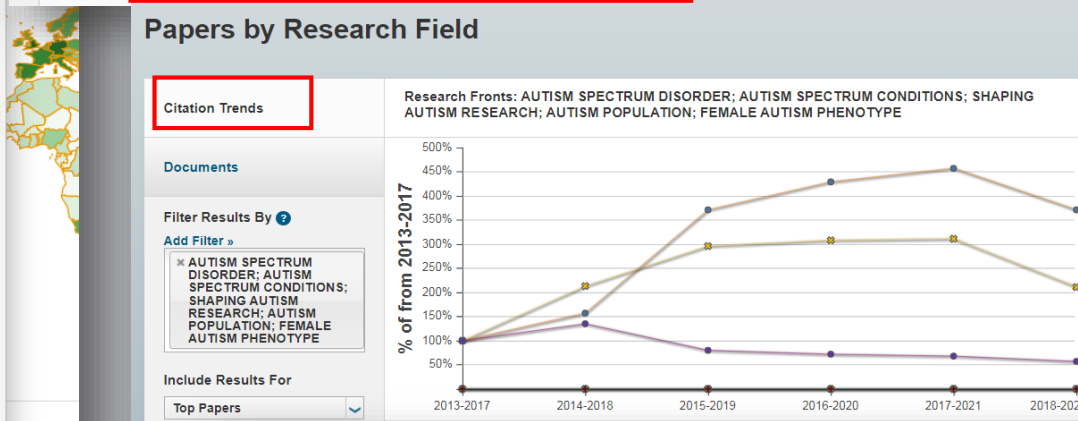 Papers by Research Field
Citation Trends
Documents
Filter Results By ?
Add Filter »
× AUTISM SPECTRUM
DISORDER; AUTISM
SPECTRUM CONDITIONS;
SHAPING AUTISM
RESEARCH; AUTISM
POPULATION; FEMALE
AUTISM PHENOTYPE
Include Results For
Top Papers
Research Fronts: AUTISM SPECTRUM DISORDER; AUTISM SPECTRUM CONDITIONS; SHAPING
AUTISM RESEARCH; AUTISM POPULATION; FEMALE AUTISM PHENOTYPE
% of from 2013-2017
500%
450%
400%
350%
300%
250%
200%
150%
100%
50%
2013-2017
2014-2018
2015-2019
2016-2020
2017-2021
2018-202